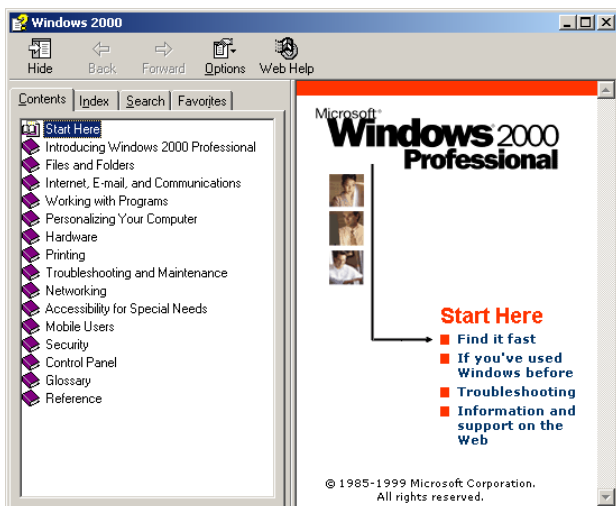 Windows 2000
Hide Back Forward Options Web Help
Contents Index Search Favorites
Start Here
Introducing Windows 2000 Professional
Files and Folders
Internet, E-mail, and Communications
Working with Programs
Personalizing Your Computer
Hardware
Printing
Troubleshooting and Maintenance
Networking
Accessibility for Special Needs
Mobile Users
Security
Control Panel
Glossary
Reference
Microsoft®
Windows® 2000
Professional
Start Here
Find it fast
If you've used
Windows before
Troubleshooting
Information and
support on the
Web
© 1985-1999 Microsoft Corporation.
All rights reserved.